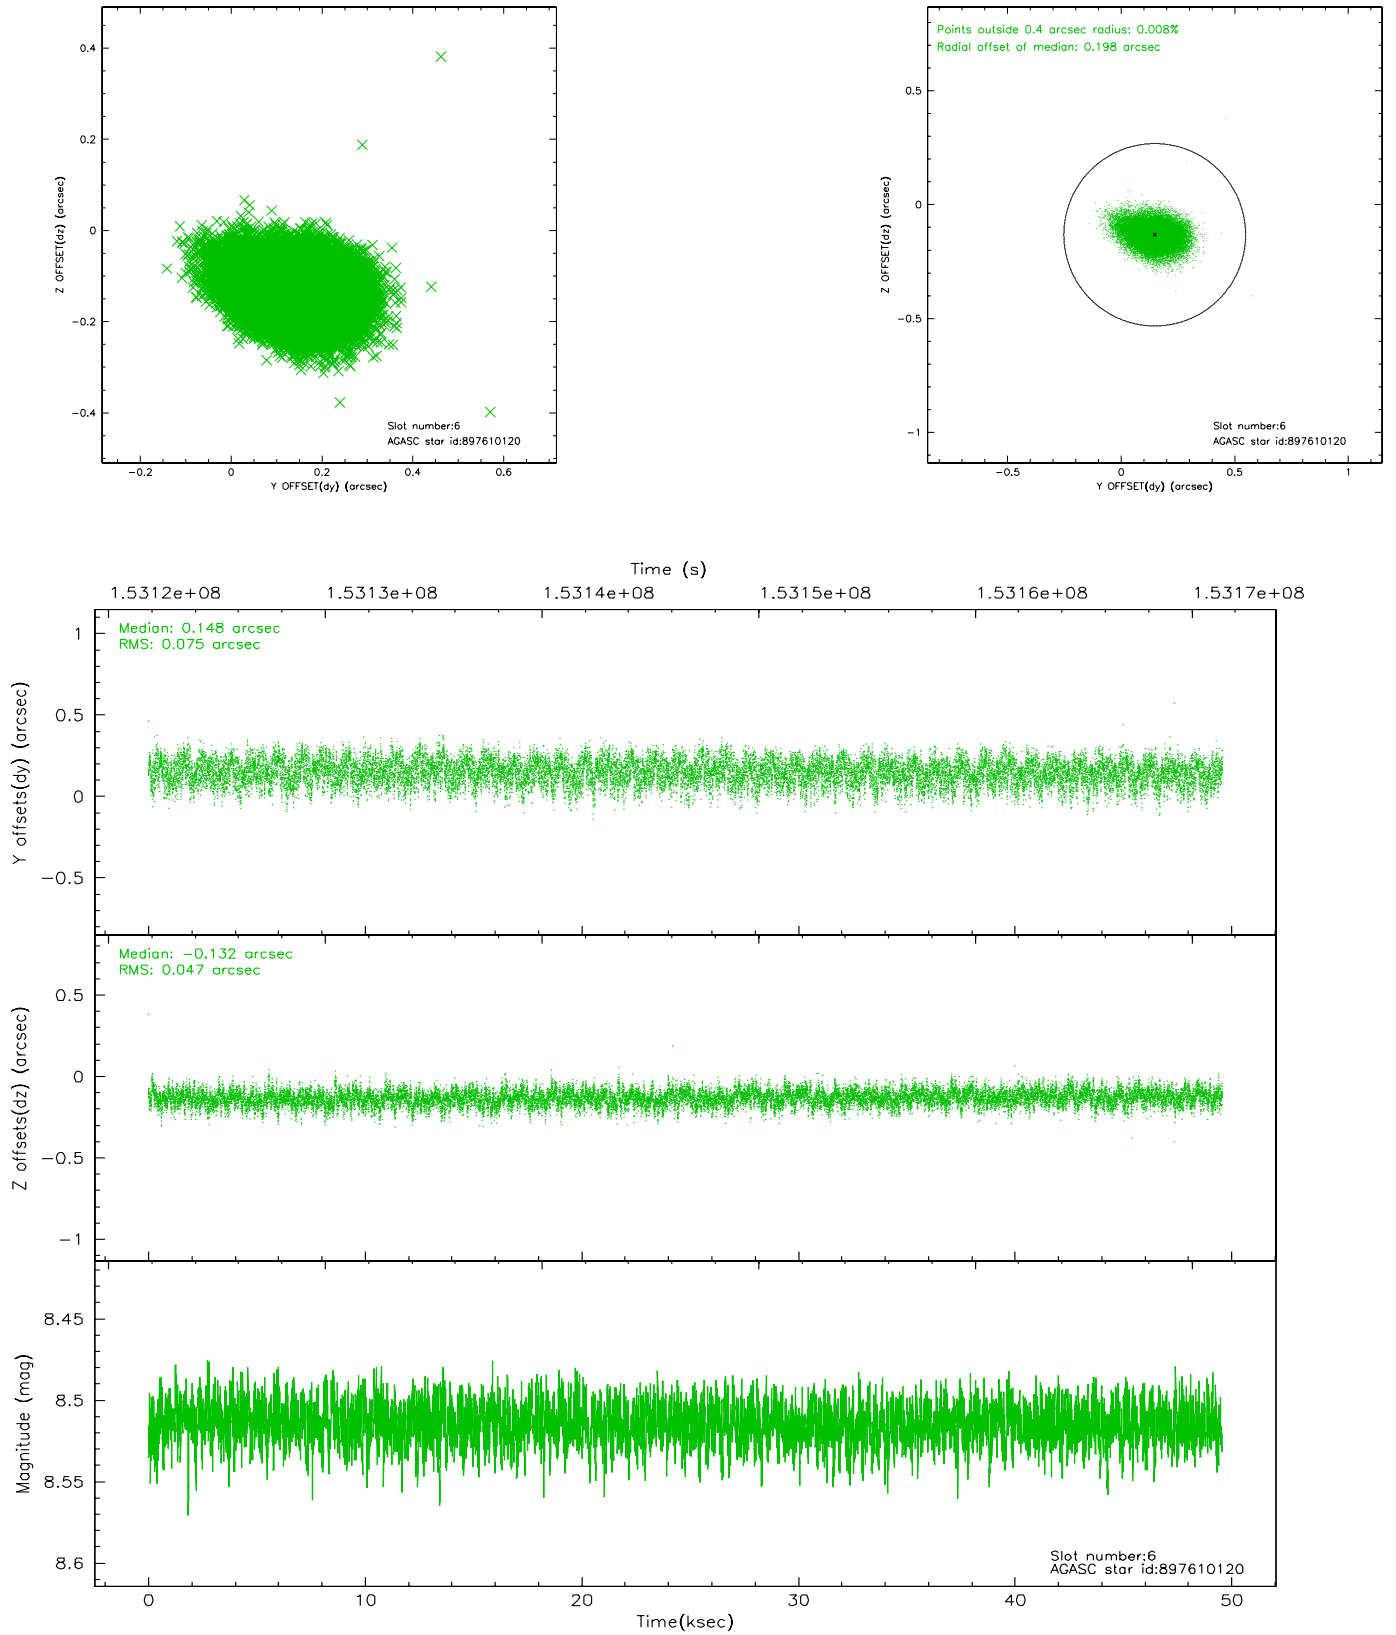 0.4
0.2
0
−0.2
−0.4
Z OFFSET(dz) (arcsec)
−0.2
0
0.2
0.4
0.6
Y OFFSET(dy) (arcsec)
Slot number:6
AGASC star id:897610120
Points outside 0.4 arcsec radius: 0.008%
Radial offset of median: 0.198 arcsec
0.5
0
−0.5
−1
Z OFFSET(dz) (arcsec)
−0.5
0
0.5
1
Y OFFSET(dy) (arcsec)
Slot number:6
AGASC star id:897610120
Time (s)
1.5312e+08
1.5313e+08
1.5314e+08
1.5315e+08
1.5316e+08
1.5317e+08
Median: 0.148 arcsec
RMS: 0.075 arcsec
1
0.5
0
−0.5
Y offsets(dy) (arcsec)
Median: −0.132 arcsec
RMS: 0.047 arcsec
0.5
0
−0.5
−1
Z offsets(dz) (arcsec)
8.45
8.5
8.55
8.6
Magnitude (mag)
Slot number:6
AGASC star id:897610120
0
10
20
30
40
50
Time(ksec)